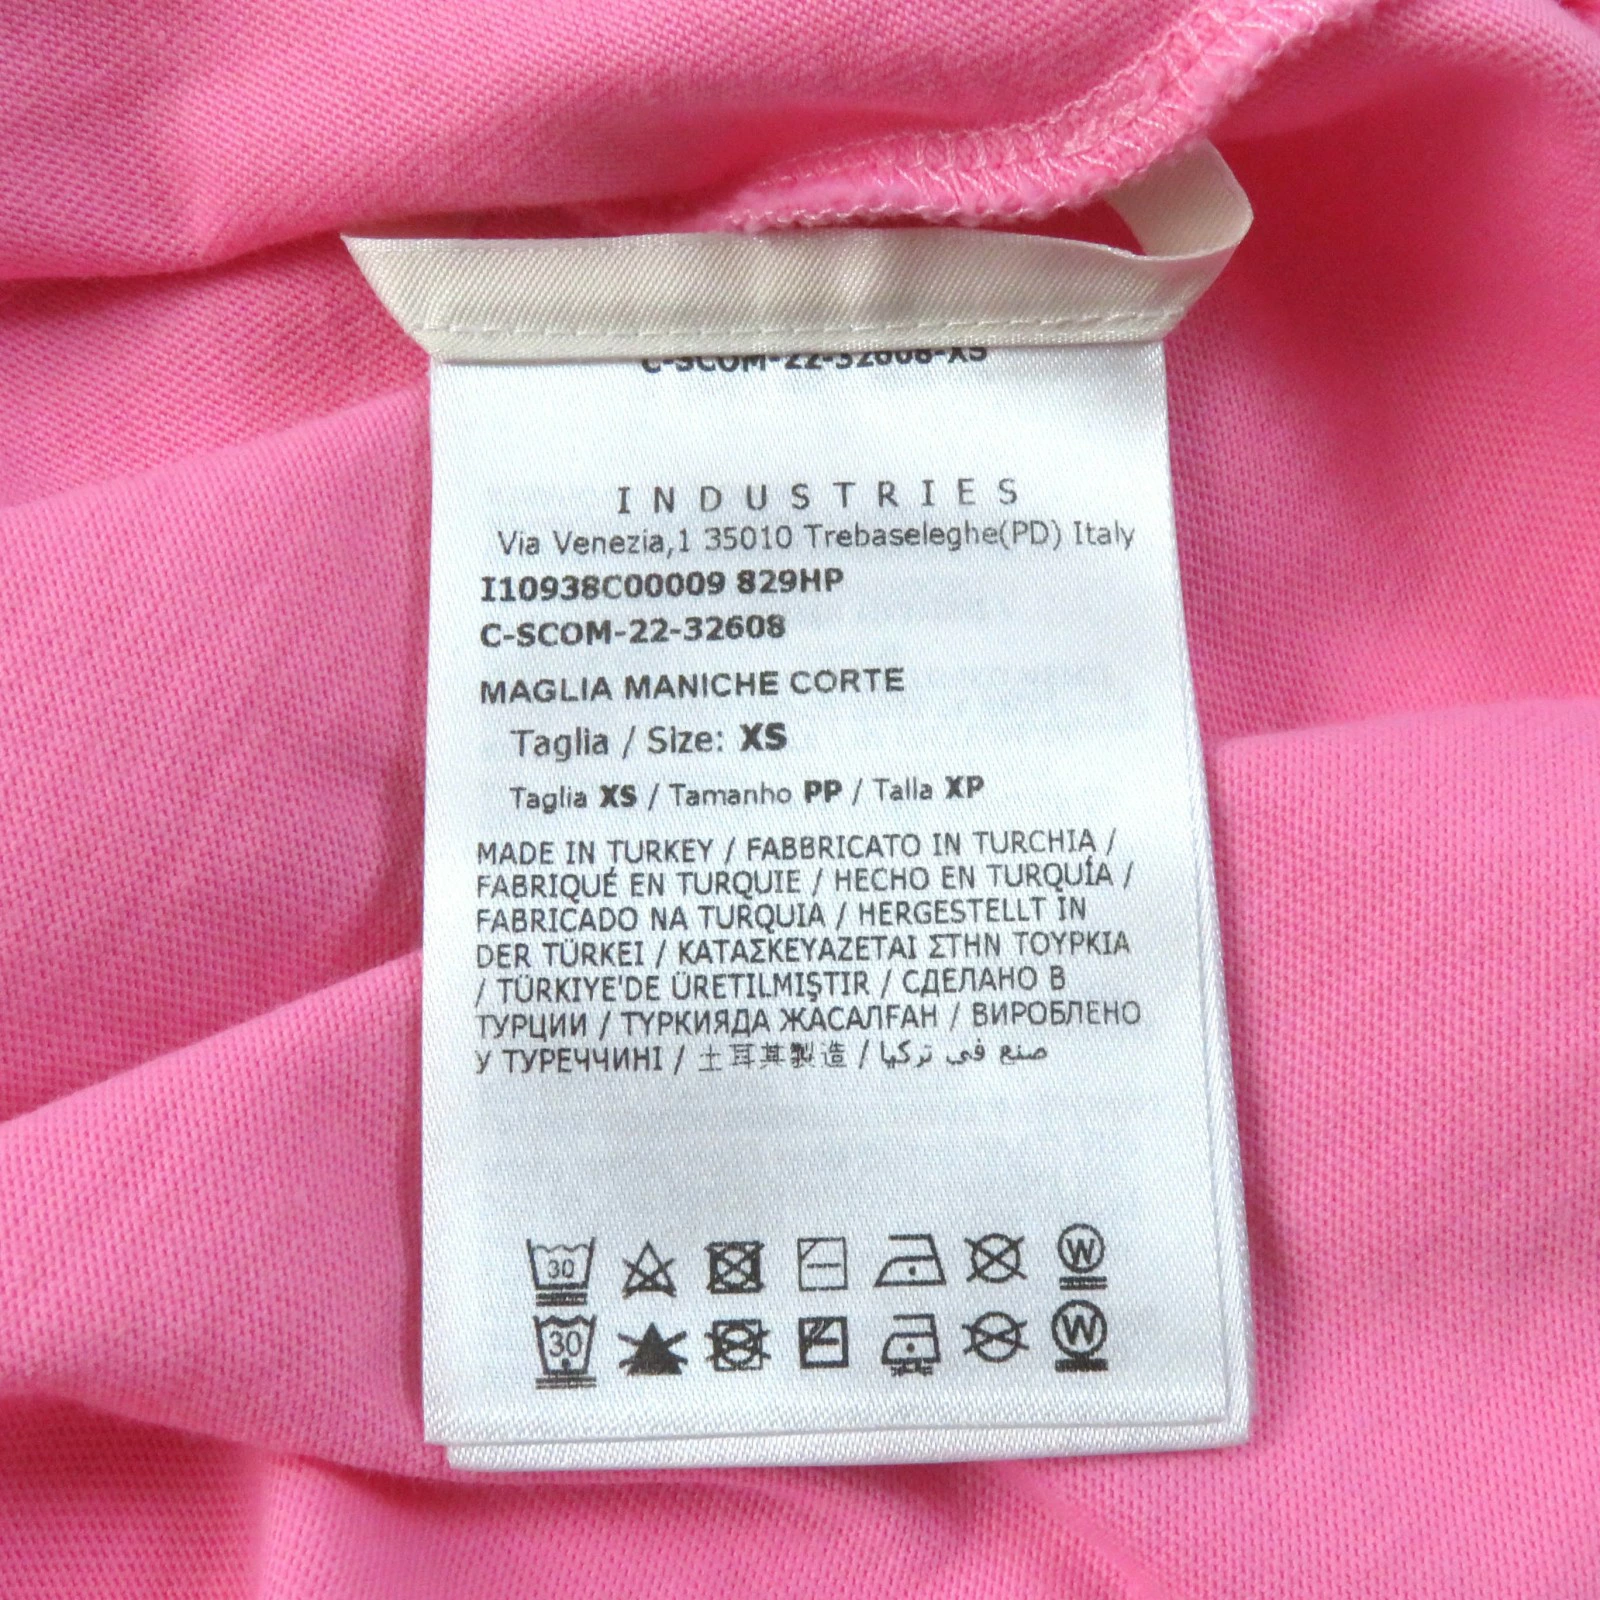 C-SCOM-22-32608-XS
INDUSTRIES
Via Venezia,1 35010 Trebaseleghe(PD) Italy
I10938C00009 829HP
C-SCOM-22-32608
MAGLIA MANICHE CORTE
Taglia / Size: XS
Taglia XS / Tamanho PP / Talla XP
MADE IN TURKEY / FABBRICATO IN TURCHIA /
FABRIQUÉ EN TURQUIE / HECHO EN TURQUÍA /
FABRICADO NA TURQUIA / HERGESTELLT IN
DER TÜRKEI / ΚΑΤΑΣΚΕΥΑΖΕΤΑΙ ΣΤΗΝ ΤΟΥΡΚΙΑ
/ TÜRKIYE'DE ÜRETILMIŞTIR / СДЕЛАНО В
ТУРЦИИ / ТҮРКИЯДА ЖАСАЛҒАН / ВИРОБЛЕНО
У ТУРЕЧЧИНІ / 土耳其製造 / صنع في تركيا
30 W
30 W